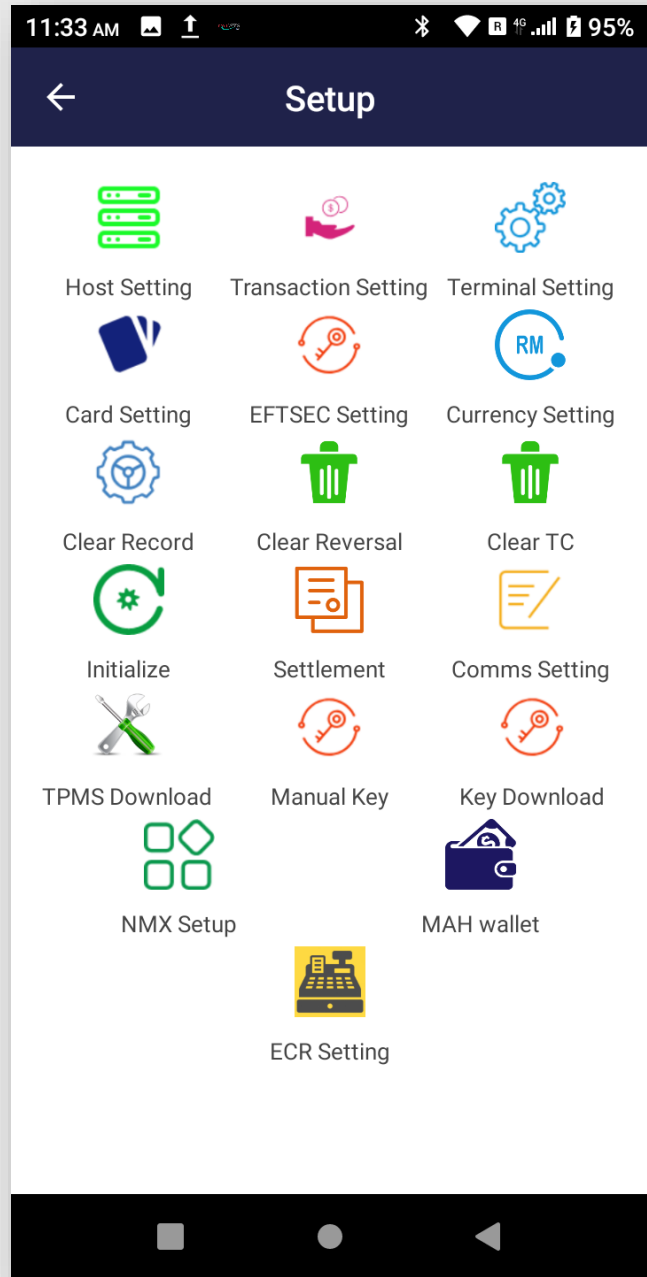 11:33 AM R 4G 95%
Setup
Host Setting Transaction Setting Terminal Setting
RM
Card Setting EFTSEC Setting Currency Setting
Clear Record Clear Reversal Clear TC
Initialize Settlement Comms Setting
TPMS Download Manual Key Key Download
NMX Setup MAH wallet
ECR Setting